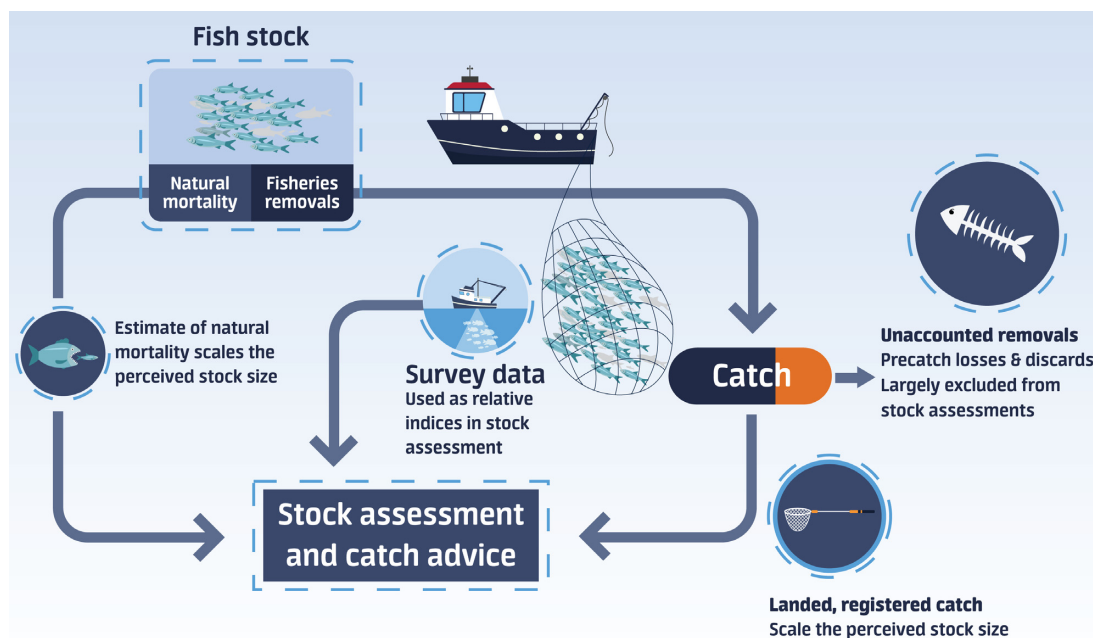 Fish stock
Natural
mortality
Fisheries
removals
Estimate of natural
mortality scales the
perceived stock size
Survey data
Used as relative
indices in stock
assessment
Catch
Unaccounted removals
Precatch losses & discards
Largely excluded from
stock assessments
Stock assessment
and catch advice
Landed, registered catch
Scale the perceived stock size